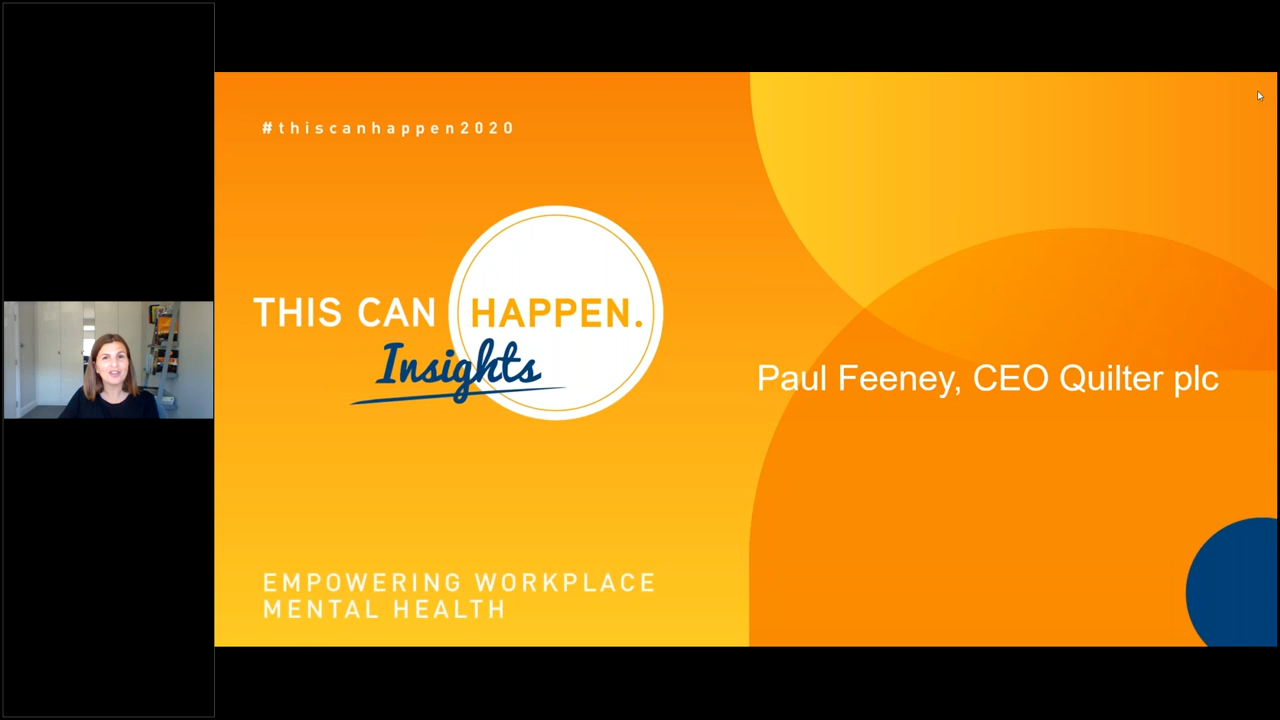 #thiscanhappen2020
THIS CAN HAPPEN.
Insights
Paul Feeney, CEO Quilter plc
EMPOWERING WORKPLACE
MENTAL HEALTH